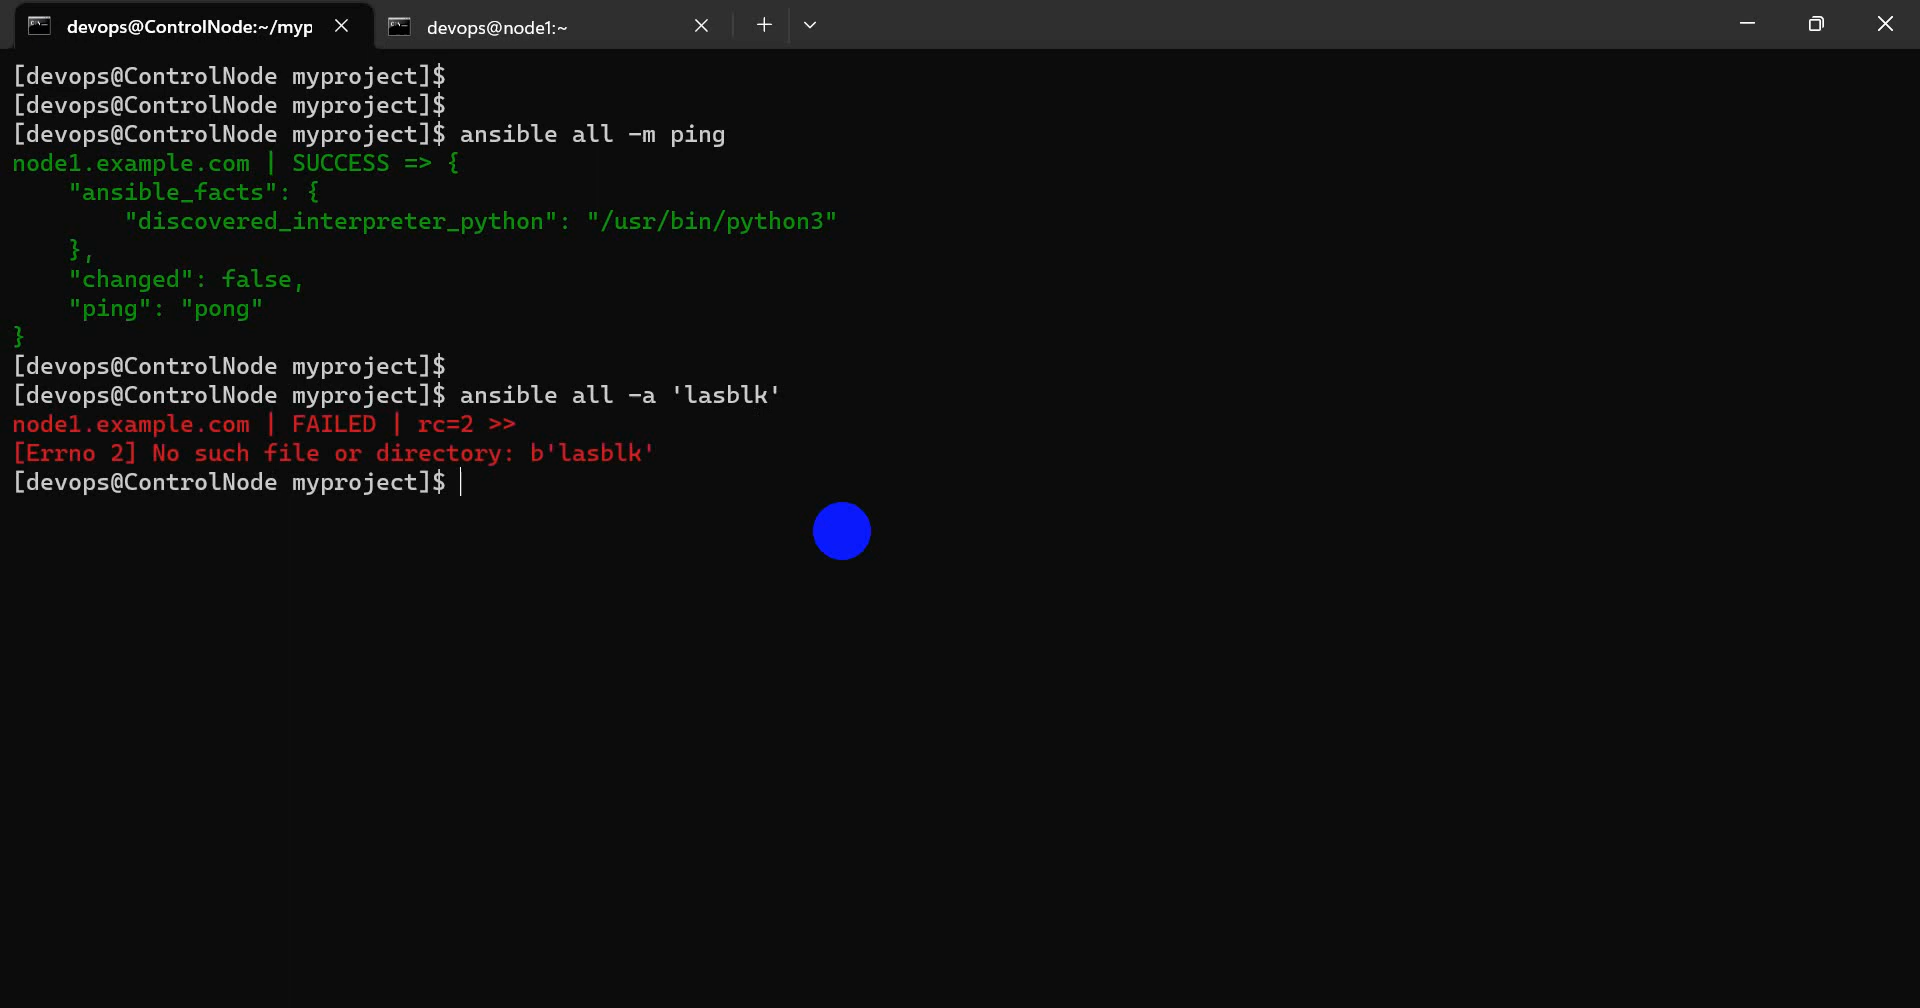 devops@ControlNode:~/myp
devops@node1:~
[devops@ControlNode myproject]$
[devops@ControlNode myproject]$
[devops@ControlNode myproject]$ ansible all -m ping
node1.example.com | SUCCESS => {
    "ansible_facts": {
        "discovered_interpreter_python": "/usr/bin/python3"
    },
    "changed": false,
    "ping": "pong"
}
[devops@ControlNode myproject]$
[devops@ControlNode myproject]$ ansible all -a 'lasblk'
node1.example.com | FAILED | rc=2 >>
[Errno 2] No such file or directory: b'lasblk'
[devops@ControlNode myproject]$